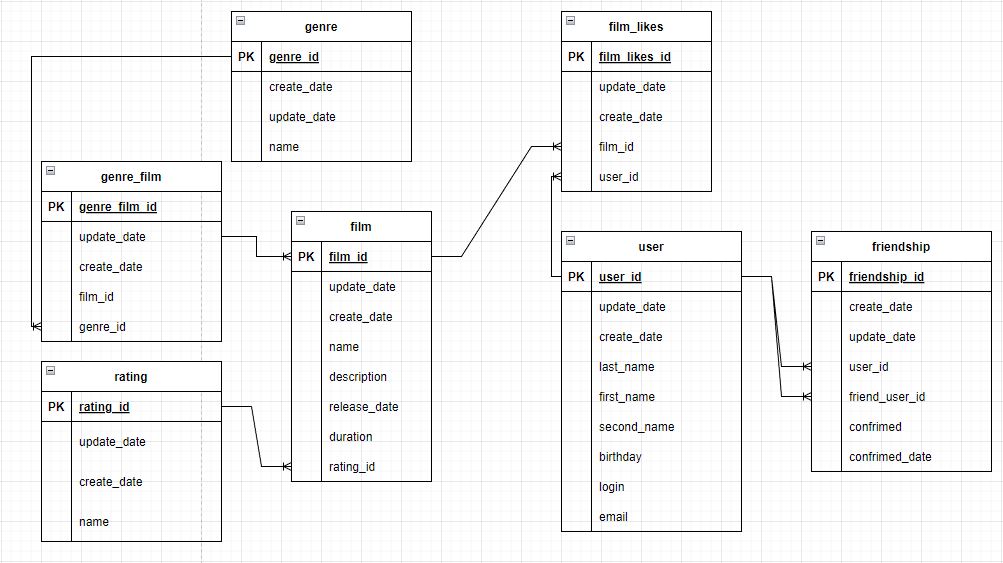 genre
PK genre_id
create_date
update_date
name
film_likes
PK film_likes_id
update_date
create_date
film_id
user_id
genre_film
PK genre_film_id
update_date
create_date
film_id
genre_id
film
PK film_id
update_date
create_date
name
description
release_date
duration
rating_id
user
PK user_id
update_date
create_date
last_name
first_name
second_name
birthday
login
email
friendship
PK friendship_id
create_date
update_date
user_id
friend_user_id
confrimed
confrimed_date
rating
PK rating_id
update_date
create_date
name